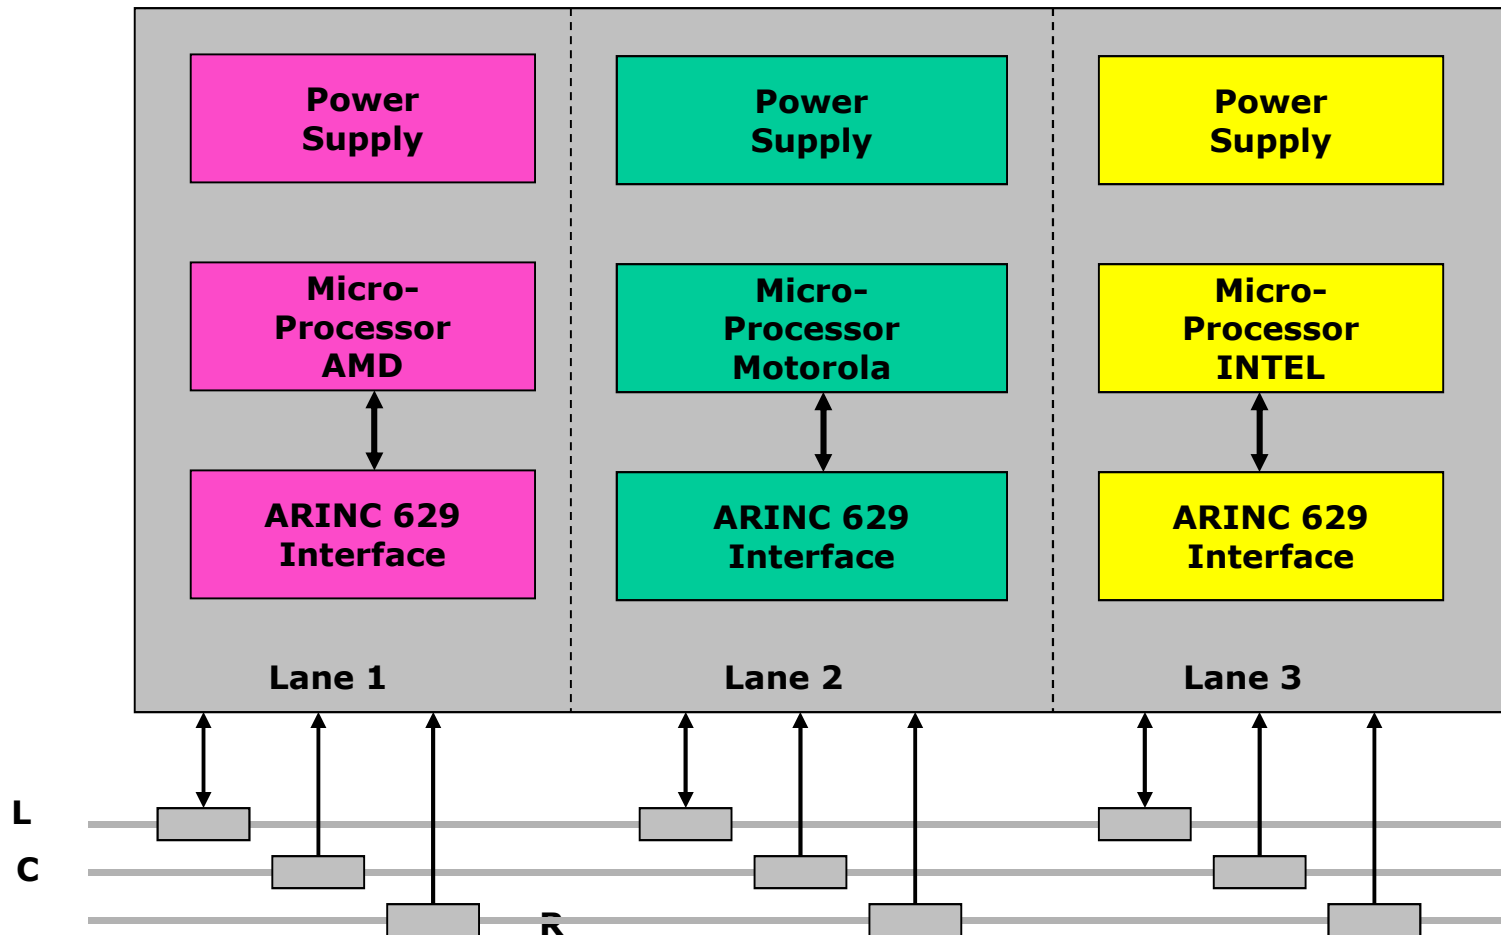 Power
Supply
Power
Supply
Power
Supply
Micro-
Processor
AMD
Micro-
Processor
Motorola
Micro-
Processor
INTEL
ARINC 629
Interface
ARINC 629
Interface
ARINC 629
Interface
Lane 1
Lane 2
Lane 3
L
C
R